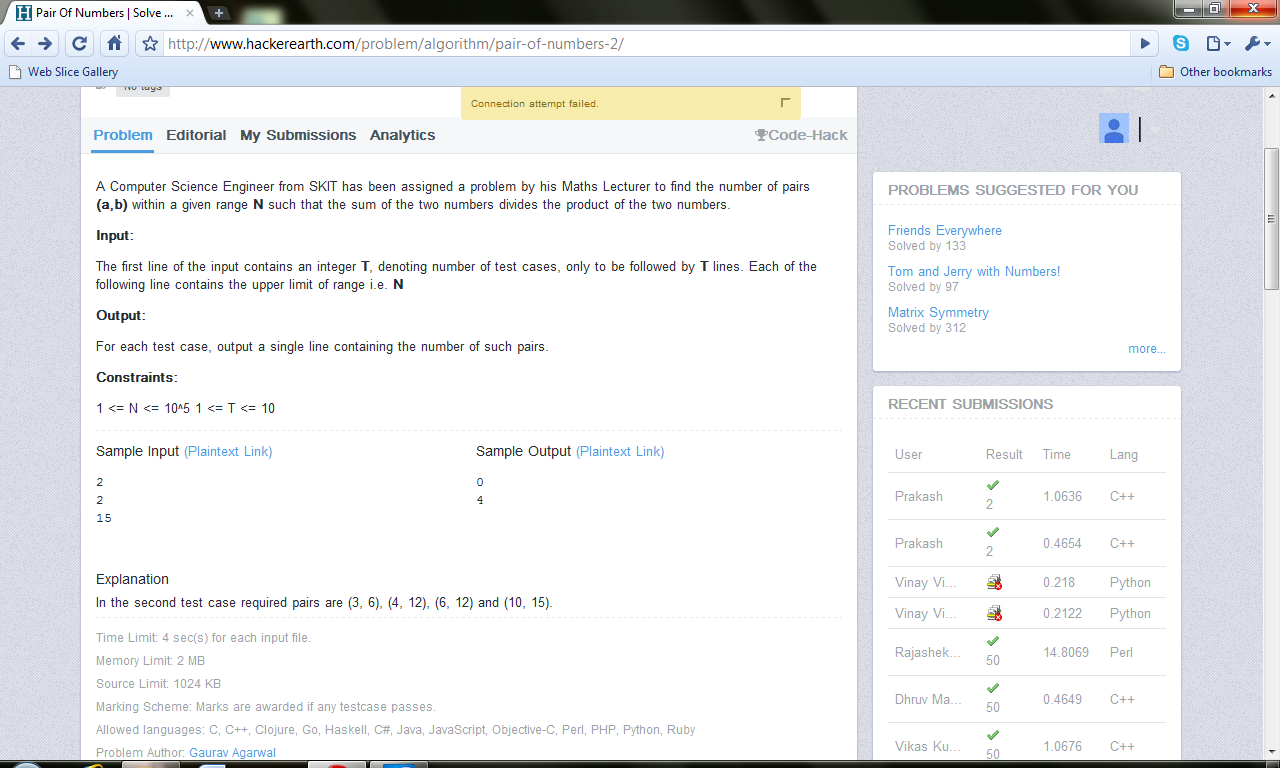 Pair Of Numbers | Solve ...
http://www.hackerearth.com/problem/algorithm/pair-of-numbers-2/
Web Slice Gallery
Other bookmarks
No tags
Connection attempt failed.
Problem Editorial My Submissions Analytics
Code-Hack
A Computer Science Engineer from SKIT has been assigned a problem by his Maths Lecturer to find the number of pairs
(a,b) within a given range N such that the sum of the two numbers divides the product of the two numbers.
Input:
The first line of the input contains an integer T, denoting number of test cases, only to be followed by T lines. Each of the
following line contains the upper limit of range i.e. N
Output:
For each test case, output a single line containing the number of such pairs.
Constraints:
1 <= N <= 10^5 1 <= T <= 10
Sample Input (Plaintext Link)
2
2
15
Sample Output (Plaintext Link)
0
4
Explanation
In the second test case required pairs are (3, 6), (4, 12), (6, 12) and (10, 15).
Time Limit: 4 sec(s) for each input file.
Memory Limit: 2 MB
Source Limit: 1024 KB
Marking Scheme: Marks are awarded if any testcase passes.
Allowed languages: C, C++, Clojure, Go, Haskell, C#, Java, JavaScript, Objective-C, Perl, PHP, Python, Ruby
Problem Author: Gaurav Agarwal
PROBLEMS SUGGESTED FOR YOU
Friends Everywhere
Solved by 133
Tom and Jerry with Numbers!
Solved by 97
Matrix Symmetry
Solved by 312
more...
RECENT SUBMISSIONS
User Result Time Lang
Prakash 2 1.0636 C++
Prakash 2 0.4654 C++
Vinay Vi... 0.218 Python
Vinay Vi... 0.2122 Python
Rajashek... 50 14.8069 Perl
Dhruv Ma... 50 0.4649 C++
Vikas Ku... 50 1.0676 C++